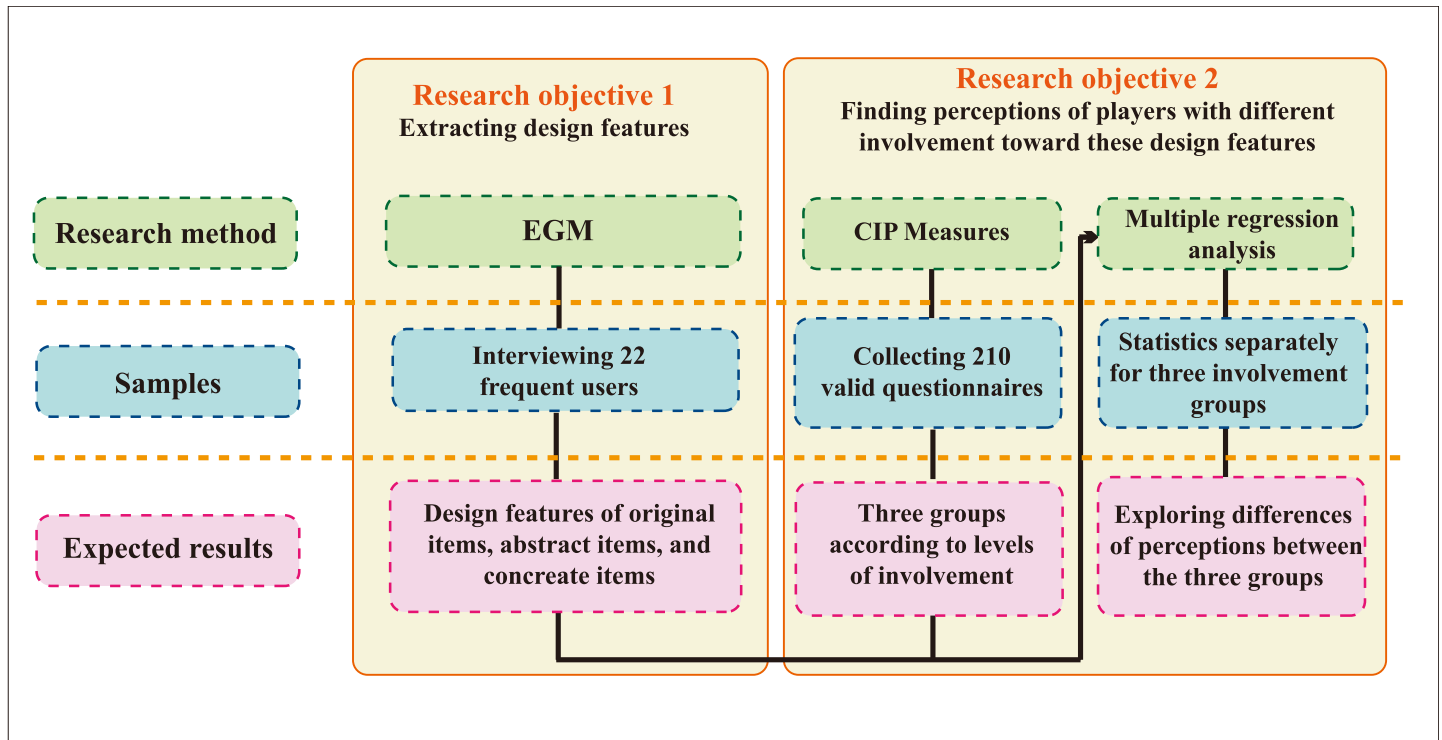 Research objective 1
Extracting design features
Research objective 2
Finding perceptions of players with different
involvement toward these design features
Research method
EGM
CIP Measures
Multiple regression
analysis
Samples
Interviewing 22
frequent users
Collecting 210
valid questionnaires
Statistics separately
for three involvement
groups
Expected results
Design features of original
items, abstract items, and
concreate items
Three groups
according to levels
of involvement
Exploring differences
of perceptions between
the three groups